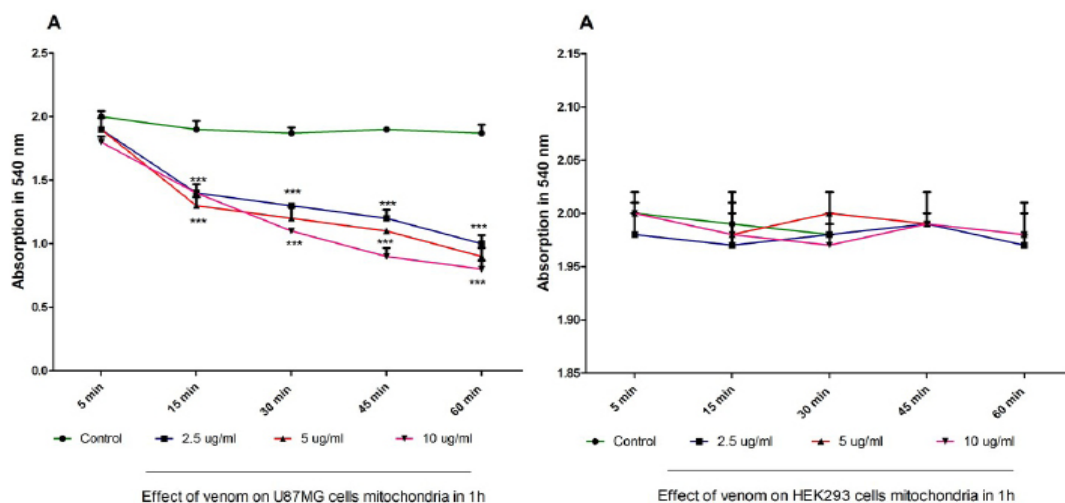 A
2.5
2.0
1.5
1.0
0.5
0.0
Absorption in 540 nm
***
***
***
***
***
***
***
***
5 min
15 min
30 min
45 min
60 min
Control
2.5 ug/ml
5 ug/ml
10 ug/ml
Effect of venom on U87MG cells mitochondria in 1h
A
2.15
2.10
2.05
2.00
1.95
1.90
1.85
Absorption in 540 nm
5 min
15 min
30 min
45 min
60 min
Control
2.5 ug/ml
5 ug/ml
10 ug/ml
Effect of venom on HEK293 cells mitochondria in 1h